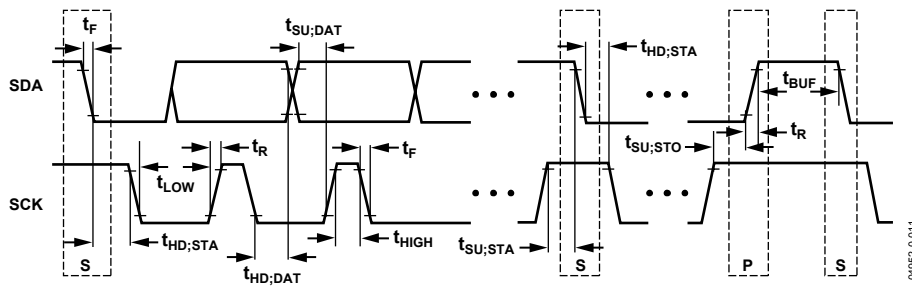 tF
tSU;DAT
tHD;STA
SDA
tBUF
tR
tF
tSU;STO
tR
tLOW
SCK
tHD;STA
tHD;DAT
tHIGH
tSU;STA
S
S
P
S